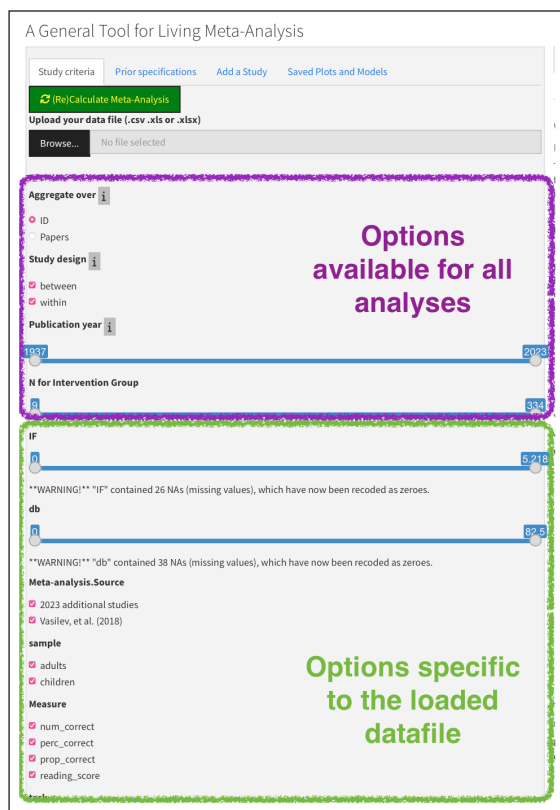 A General Tool for Living Meta-Analysis
Study criteria Prior specifications Add a Study Saved Plots and Models
(Re)Calculate Meta-Analysis
Upload your data file (.csv .xls or .xlsx)
Browse... No file selected
Aggregate over i
ID
Papers
Study design i
between
within
Publication year i
1937 2023
N for Intervention Group
9 334
Options
available for all
analyses
IF
0 5.218
**WARNING!** "IF" contained 26 NAs (missing values), which have now been recoded as zeroes.
db
0 82.5
**WARNING!** "db" contained 38 NAs (missing values), which have now been recoded as zeroes.
Meta-analysis.Source
2023 additional studies
Vasilev, et al. (2018)
sample
adults
children
Measure
num_correct
perc_correct
prop_correct
reading_score
Options specific
to the loaded
datafile